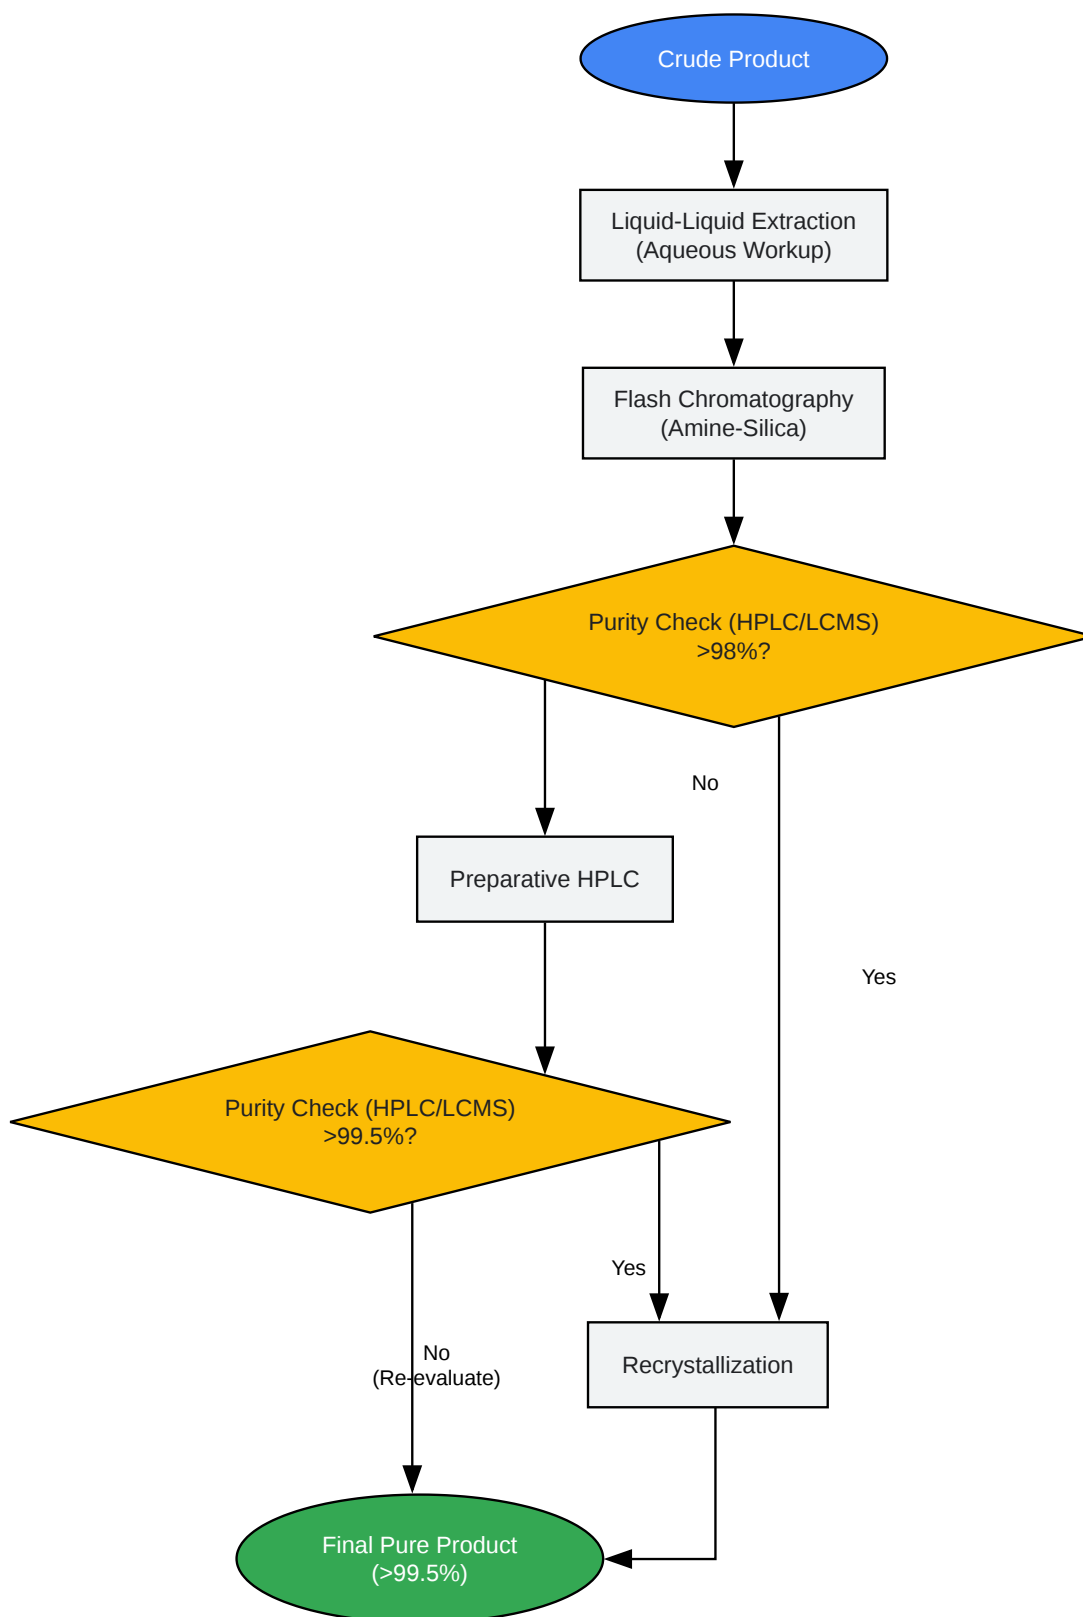 Crude Product
Liquid-Liquid Extraction
(Aqueous Workup)
Flash Chromatography
(Amine-Silica)
Purity Check (HPLC/LCMS)
>98%?
No
Preparative HPLC
Yes
Purity Check (HPLC/LCMS)
>99.5%?
Yes
No
(Re-evaluate)
Recrystallization
Final Pure Product
(>99.5%)